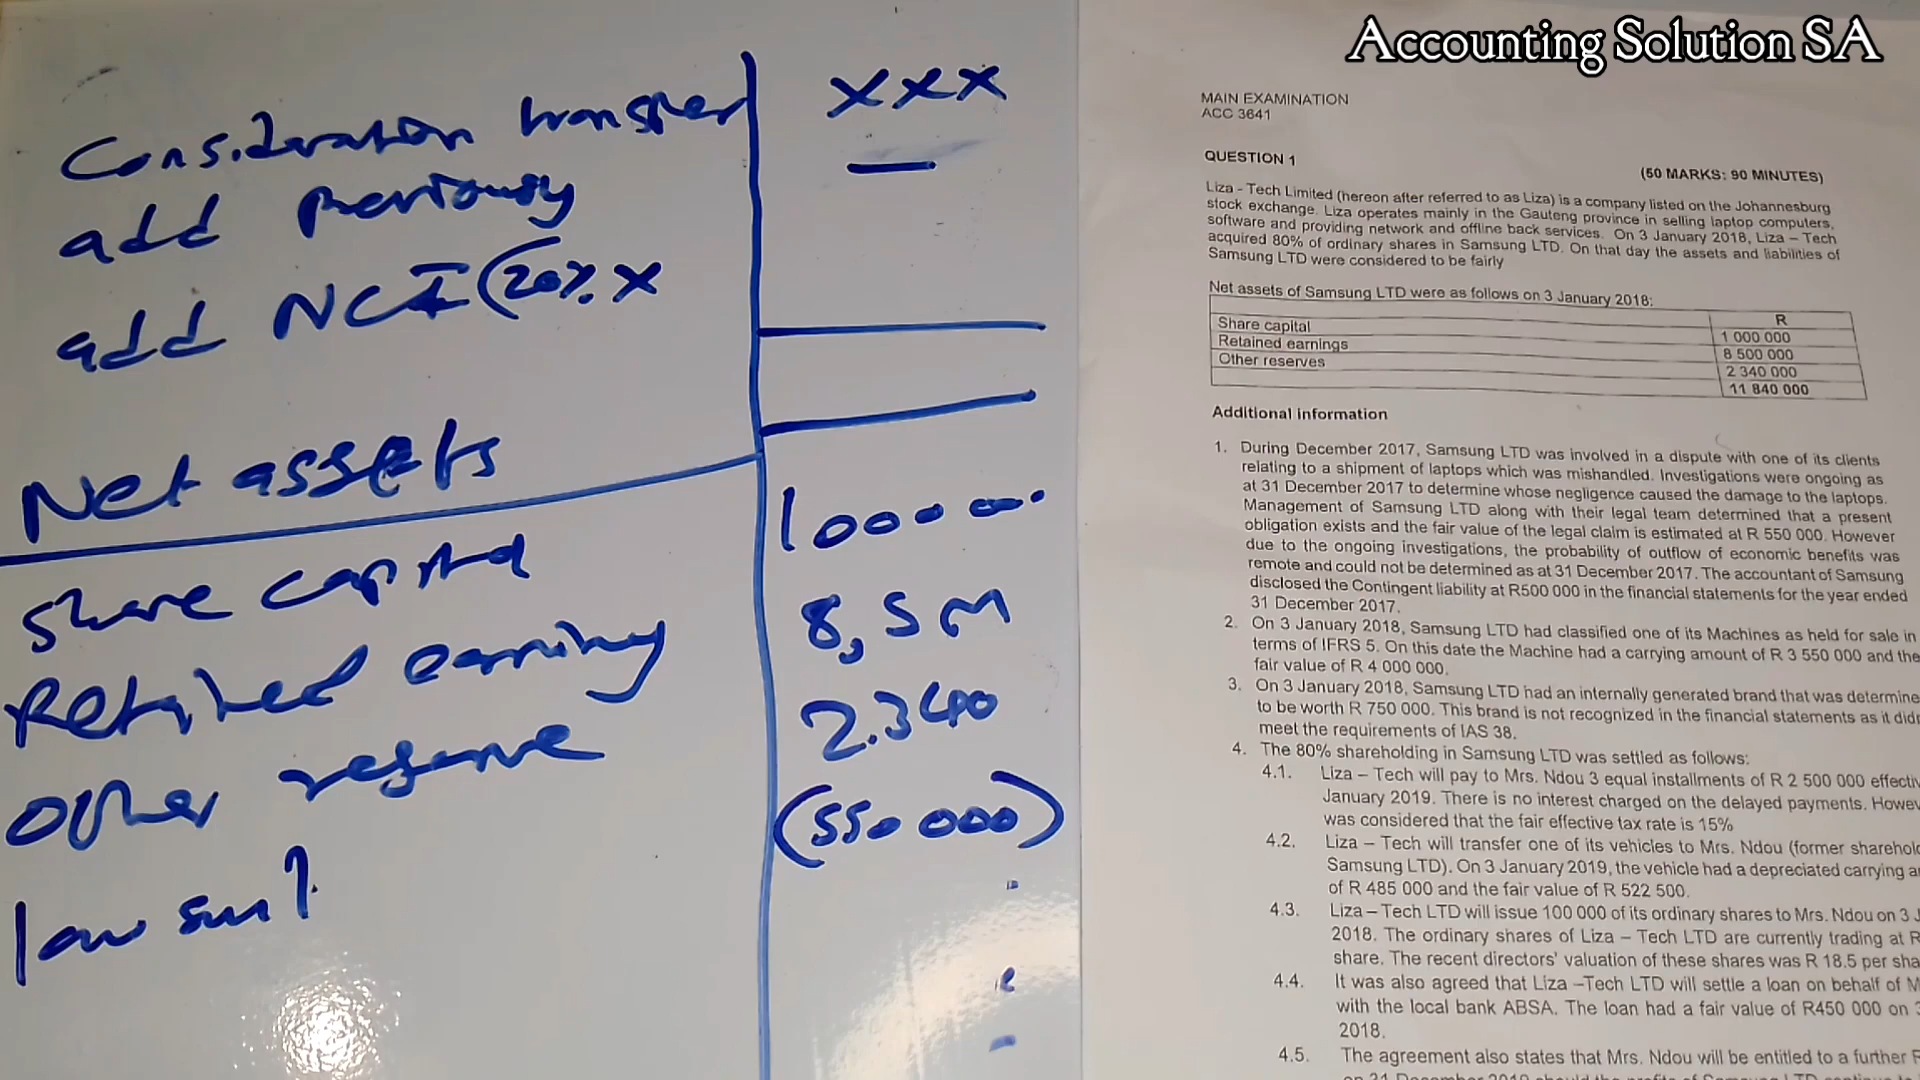 Accounting Solution SA
Consideration transfer xxx
add previously —
add NCI (20% x
Net assets
Share capital 1000 000
Retained earning 8,5M
Other reserve 2.340
law suit (550 000)
MAIN EXAMINATION
ACC 3641
QUESTION 1
(50 MARKS: 90 MINUTES)
Liza - Tech Limited (hereon after referred to as Liza) is a company listed on the Johannesburg
stock exchange. Liza operates mainly in the Gauteng province in selling laptop computers,
software and providing network and offline back services. On 3 January 2018, Liza – Tech
acquired 80% of ordinary shares in Samsung LTD. On that day the assets and liabilities of
Samsung LTD were considered to be fairly
Net assets of Samsung LTD were as follows on 3 January 2018:
R
Share capital 1 000 000
Retained earnings 8 500 000
Other reserves 2 340 000
11 840 000
Additional information
1. During December 2017, Samsung LTD was involved in a dispute with one of its clients
relating to a shipment of laptops which was mishandled. Investigations were ongoing as
at 31 December 2017 to determine whose negligence caused the damage to the laptops.
Management of Samsung LTD along with their legal team determined that a present
obligation exists and the fair value of the legal claim is estimated at R 550 000. However
due to the ongoing investigations, the probability of outflow of economic benefits was
remote and could not be determined as at 31 December 2017. The accountant of Samsung
disclosed the Contingent liability at R500 000 in the financial statements for the year ended
31 December 2017.
2. On 3 January 2018, Samsung LTD had classified one of its Machines as held for sale in
terms of IFRS 5. On this date the Machine had a carrying amount of R 3 550 000 and the
fair value of R 4 000 000.
3. On 3 January 2018, Samsung LTD had an internally generated brand that was determine
to be worth R 750 000. This brand is not recognized in the financial statements as it
meet the requirements of IAS 38.
4. The 80% shareholding in Samsung LTD was settled as follows:
4.1. Liza – Tech will pay to Mrs. Ndou 3 equal installments of R 2 500 000
January 2019. There is no interest charged on the delayed payments.
was considered that the fair effective tax rate is 15%
4.2. Liza – Tech will transfer one of its vehicles to Mrs. Ndou (former
Samsung LTD). On 3 January 2019, the vehicle had a depreciated carrying
of R 485 000 and the fair value of R 522 500.
4.3. Liza – Tech LTD will issue 100 000 of its ordinary shares to Mrs. Ndou on 3
2018. The ordinary shares of Liza – Tech LTD are currently trading at R
share. The recent directors' valuation of these shares was R 18.5 per
4.4. It was also agreed that Liza –Tech LTD will settle a loan on behalf of
with the local bank ABSA. The loan had a fair value of R450 000 on
2018.
4.5. The agreement also states that Mrs. Ndou will be entitled to a further